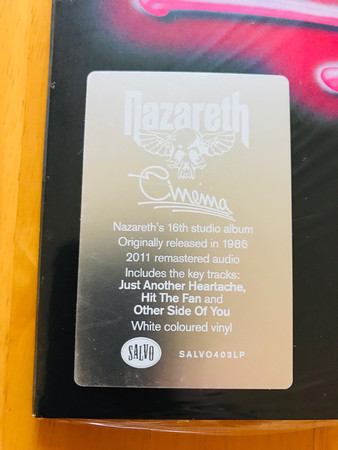 Nazareth
Cinema
Nazareth's 16th studio album
Originally released in 1986
2011 remastered audio
Includes the key tracks:
Just Another Heartache,
Hit The Fan and
Other Side Of You
White coloured vinyl
SALVO
SALVO403LP